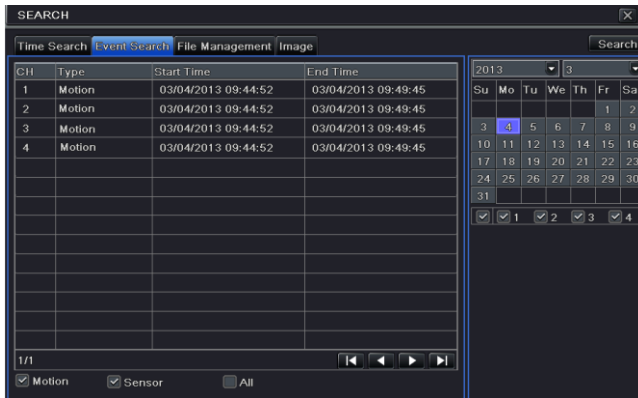 SEARCH
Time Search Event Search File Management Image
Search
CH Type Start Time End Time
1 Motion 03/04/2013 09:44:52 03/04/2013 09:49:45
2 Motion 03/04/2013 09:44:52 03/04/2013 09:49:45
3 Motion 03/04/2013 09:44:52 03/04/2013 09:49:45
4 Motion 03/04/2013 09:44:52 03/04/2013 09:49:45
1/1
Motion Sensor All
2013 3
Su Mo Tu We Th Fr Sa
1 2
3 4 5 6 7 8 9
10 11 12 13 14 15 16
17 18 19 20 21 22 23
24 25 26 27 28 29 30
31
1 2 3 4